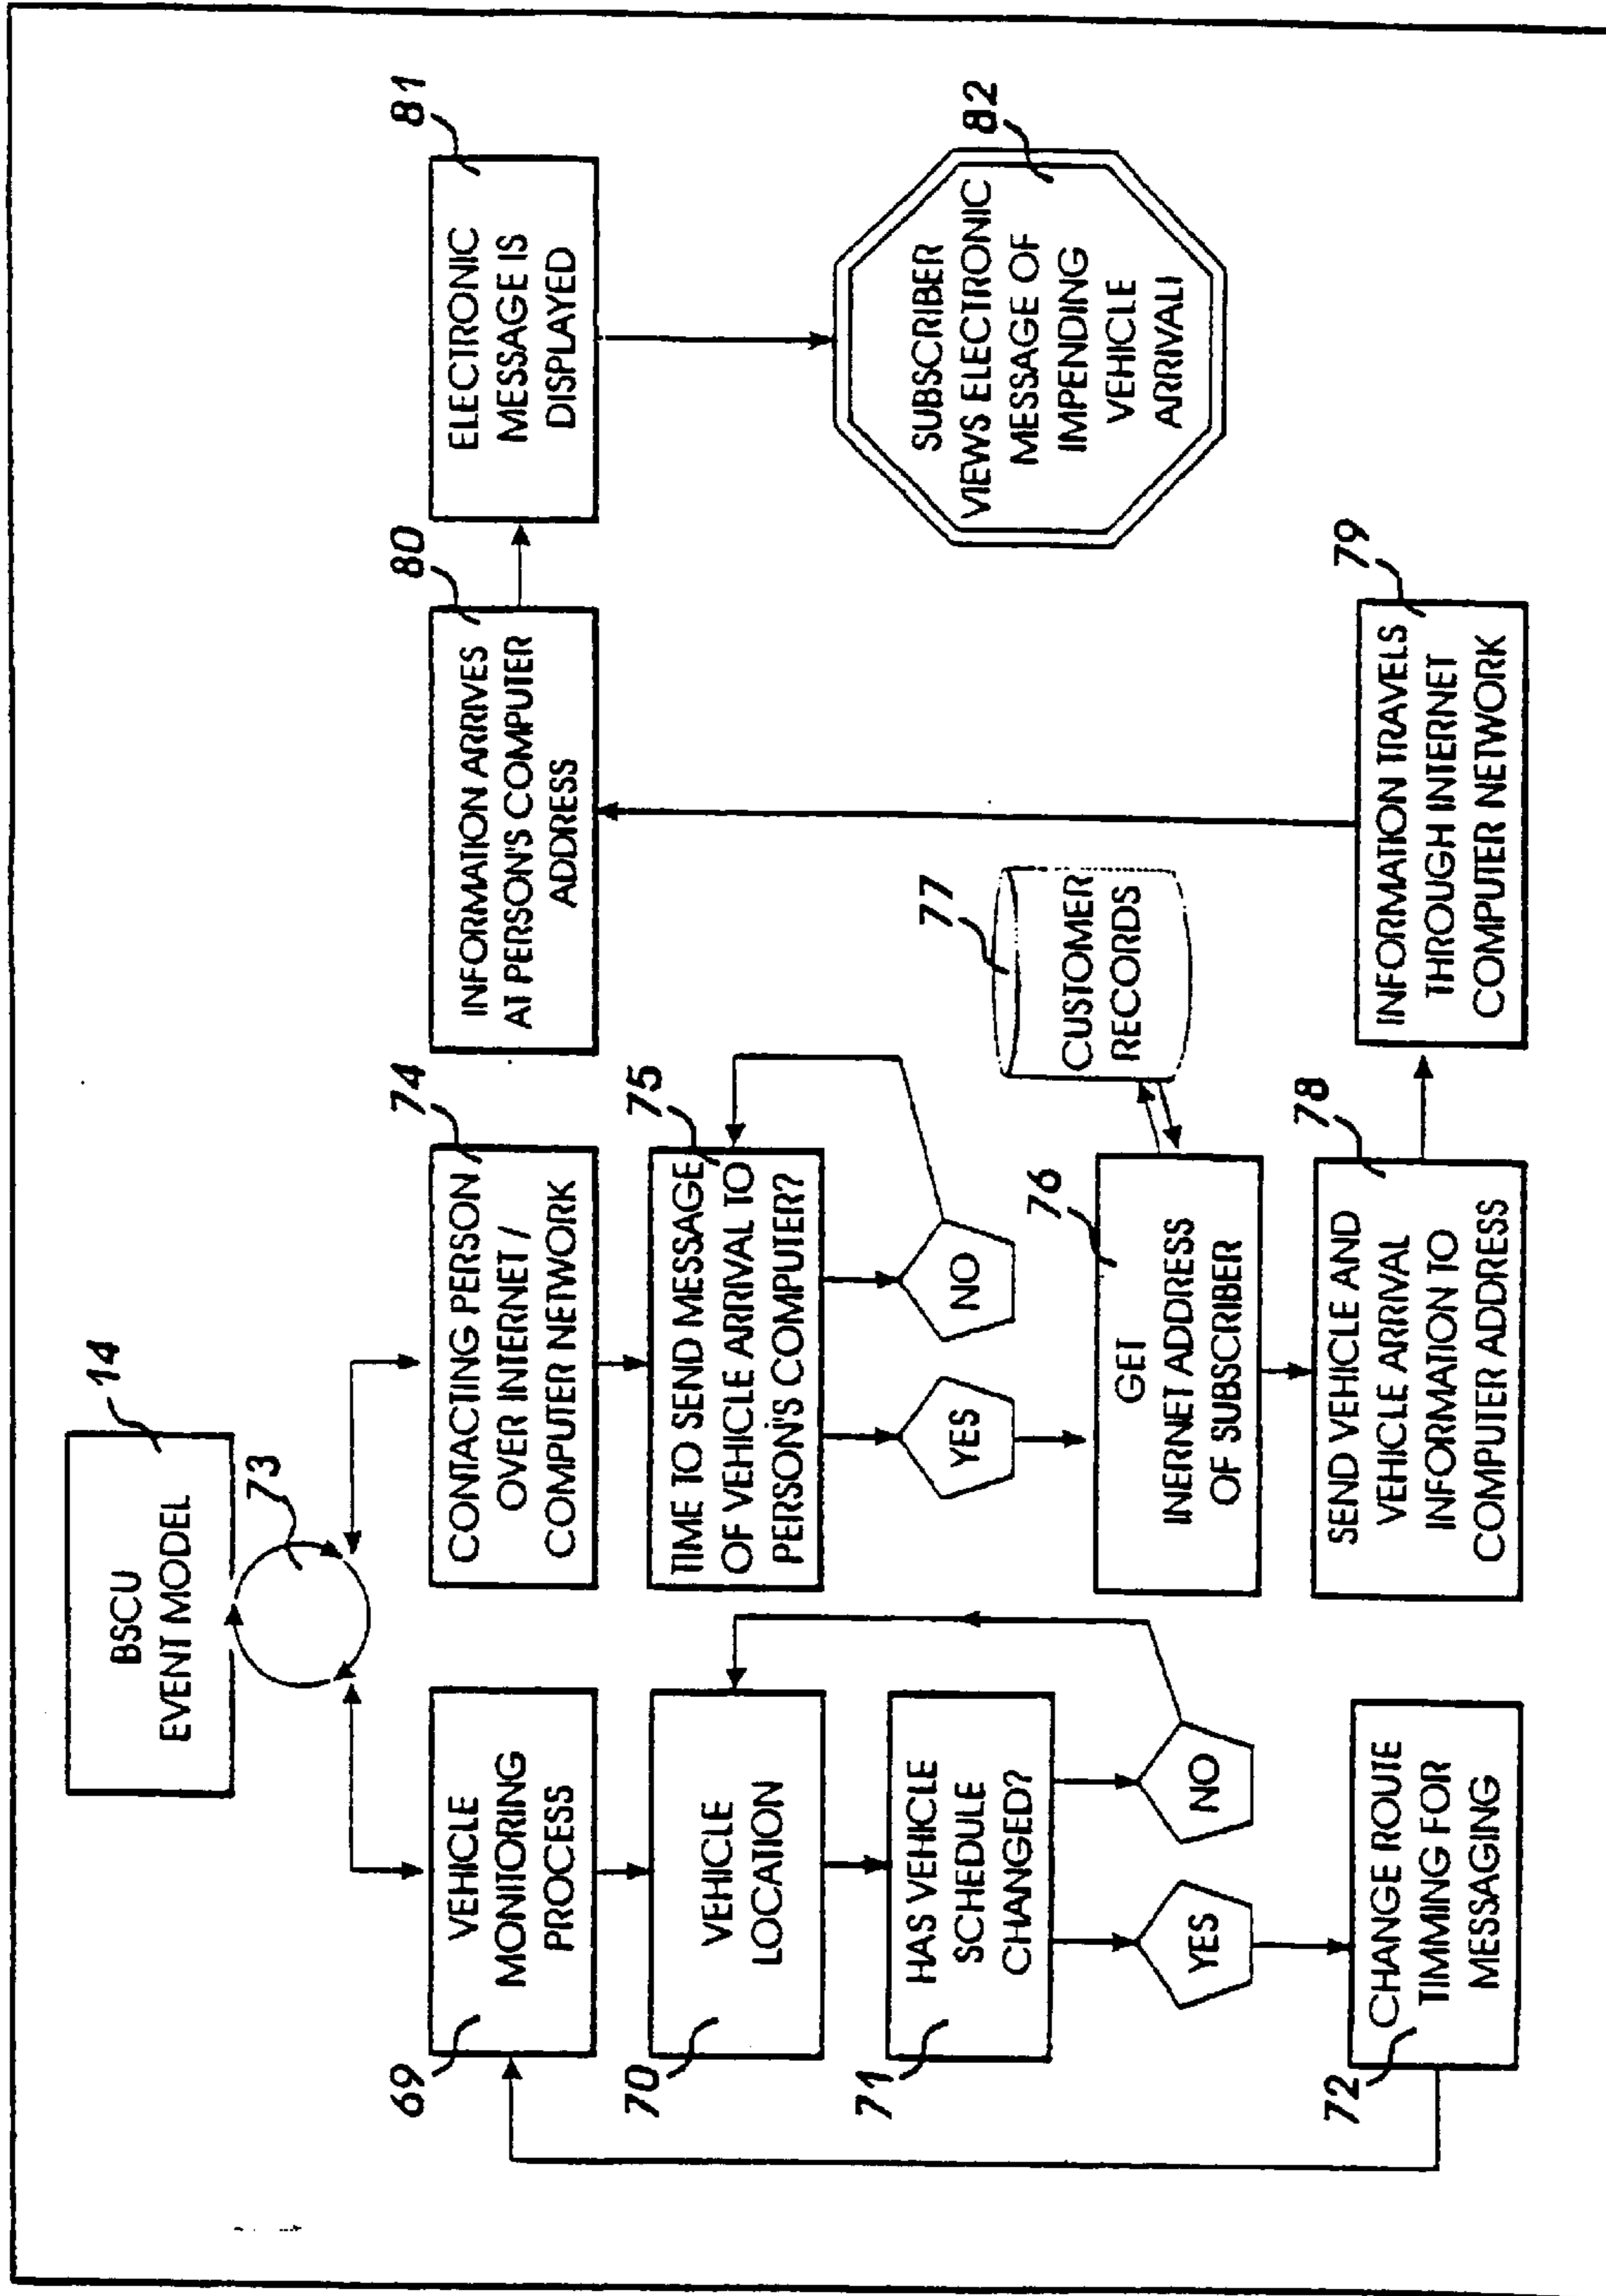 14
BSCU
EVENT MODEL
73
69
VEHICLE
MONITORING
PROCESS
70
VEHICLE
LOCATION
71
HAS VEHICLE
SCHEDULE
CHANGED?
YES
NO
72
CHANGE ROUTE
TIMMING FOR
MESSAGING
74
CONTACTING PERSON
OVER INTERNET /
COMPUTER NETWORK
75
TIME TO SEND MESSAGE
OF VEHICLE ARRIVAL TO
PERSON'S COMPUTER?
YES
NO
76
GET
INERNET ADDRESS
OF SUBSCRIBER
77
CUSTOMER
RECORDS
78
SEND VEHICLE AND
VEHICLE ARRIVAL
INFORMATION TO
COMPUTER ADDRESS
79
INFORMATION TRAVELS
THROUGH INTERNET
COMPUTER NETWORK
80
INFORMATION ARRIVES
AT PERSON'S COMPUTER
ADDRESS
81
ELECTRONIC
MESSAGE IS
DISPLAYED
82
SUBSCRIBER
VIEWS ELECTRONIC
MESSAGE OF
IMPENDING
VEHICLE
ARRIVAL!